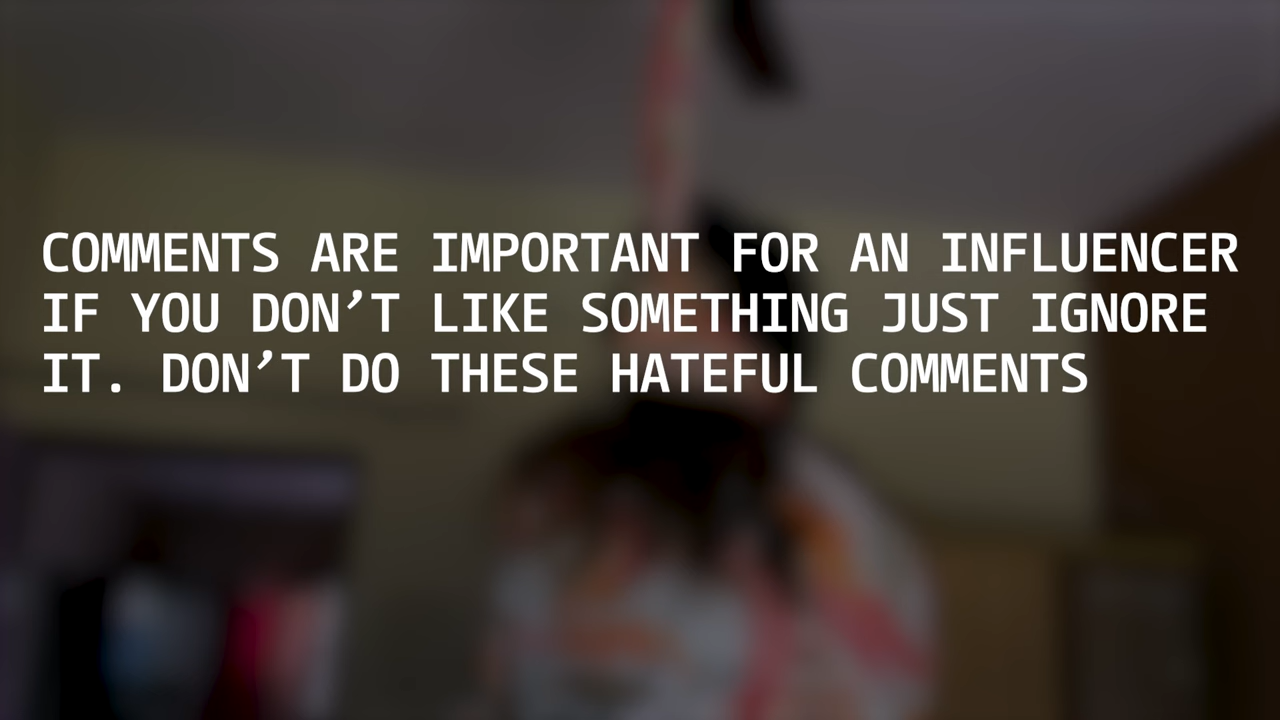 COMMENTS ARE IMPORTANT FOR AN INFLUENCER
IF YOU DON’T LIKE SOMETHING JUST IGNORE
IT. DON’T DO THESE HATEFUL COMMENTS